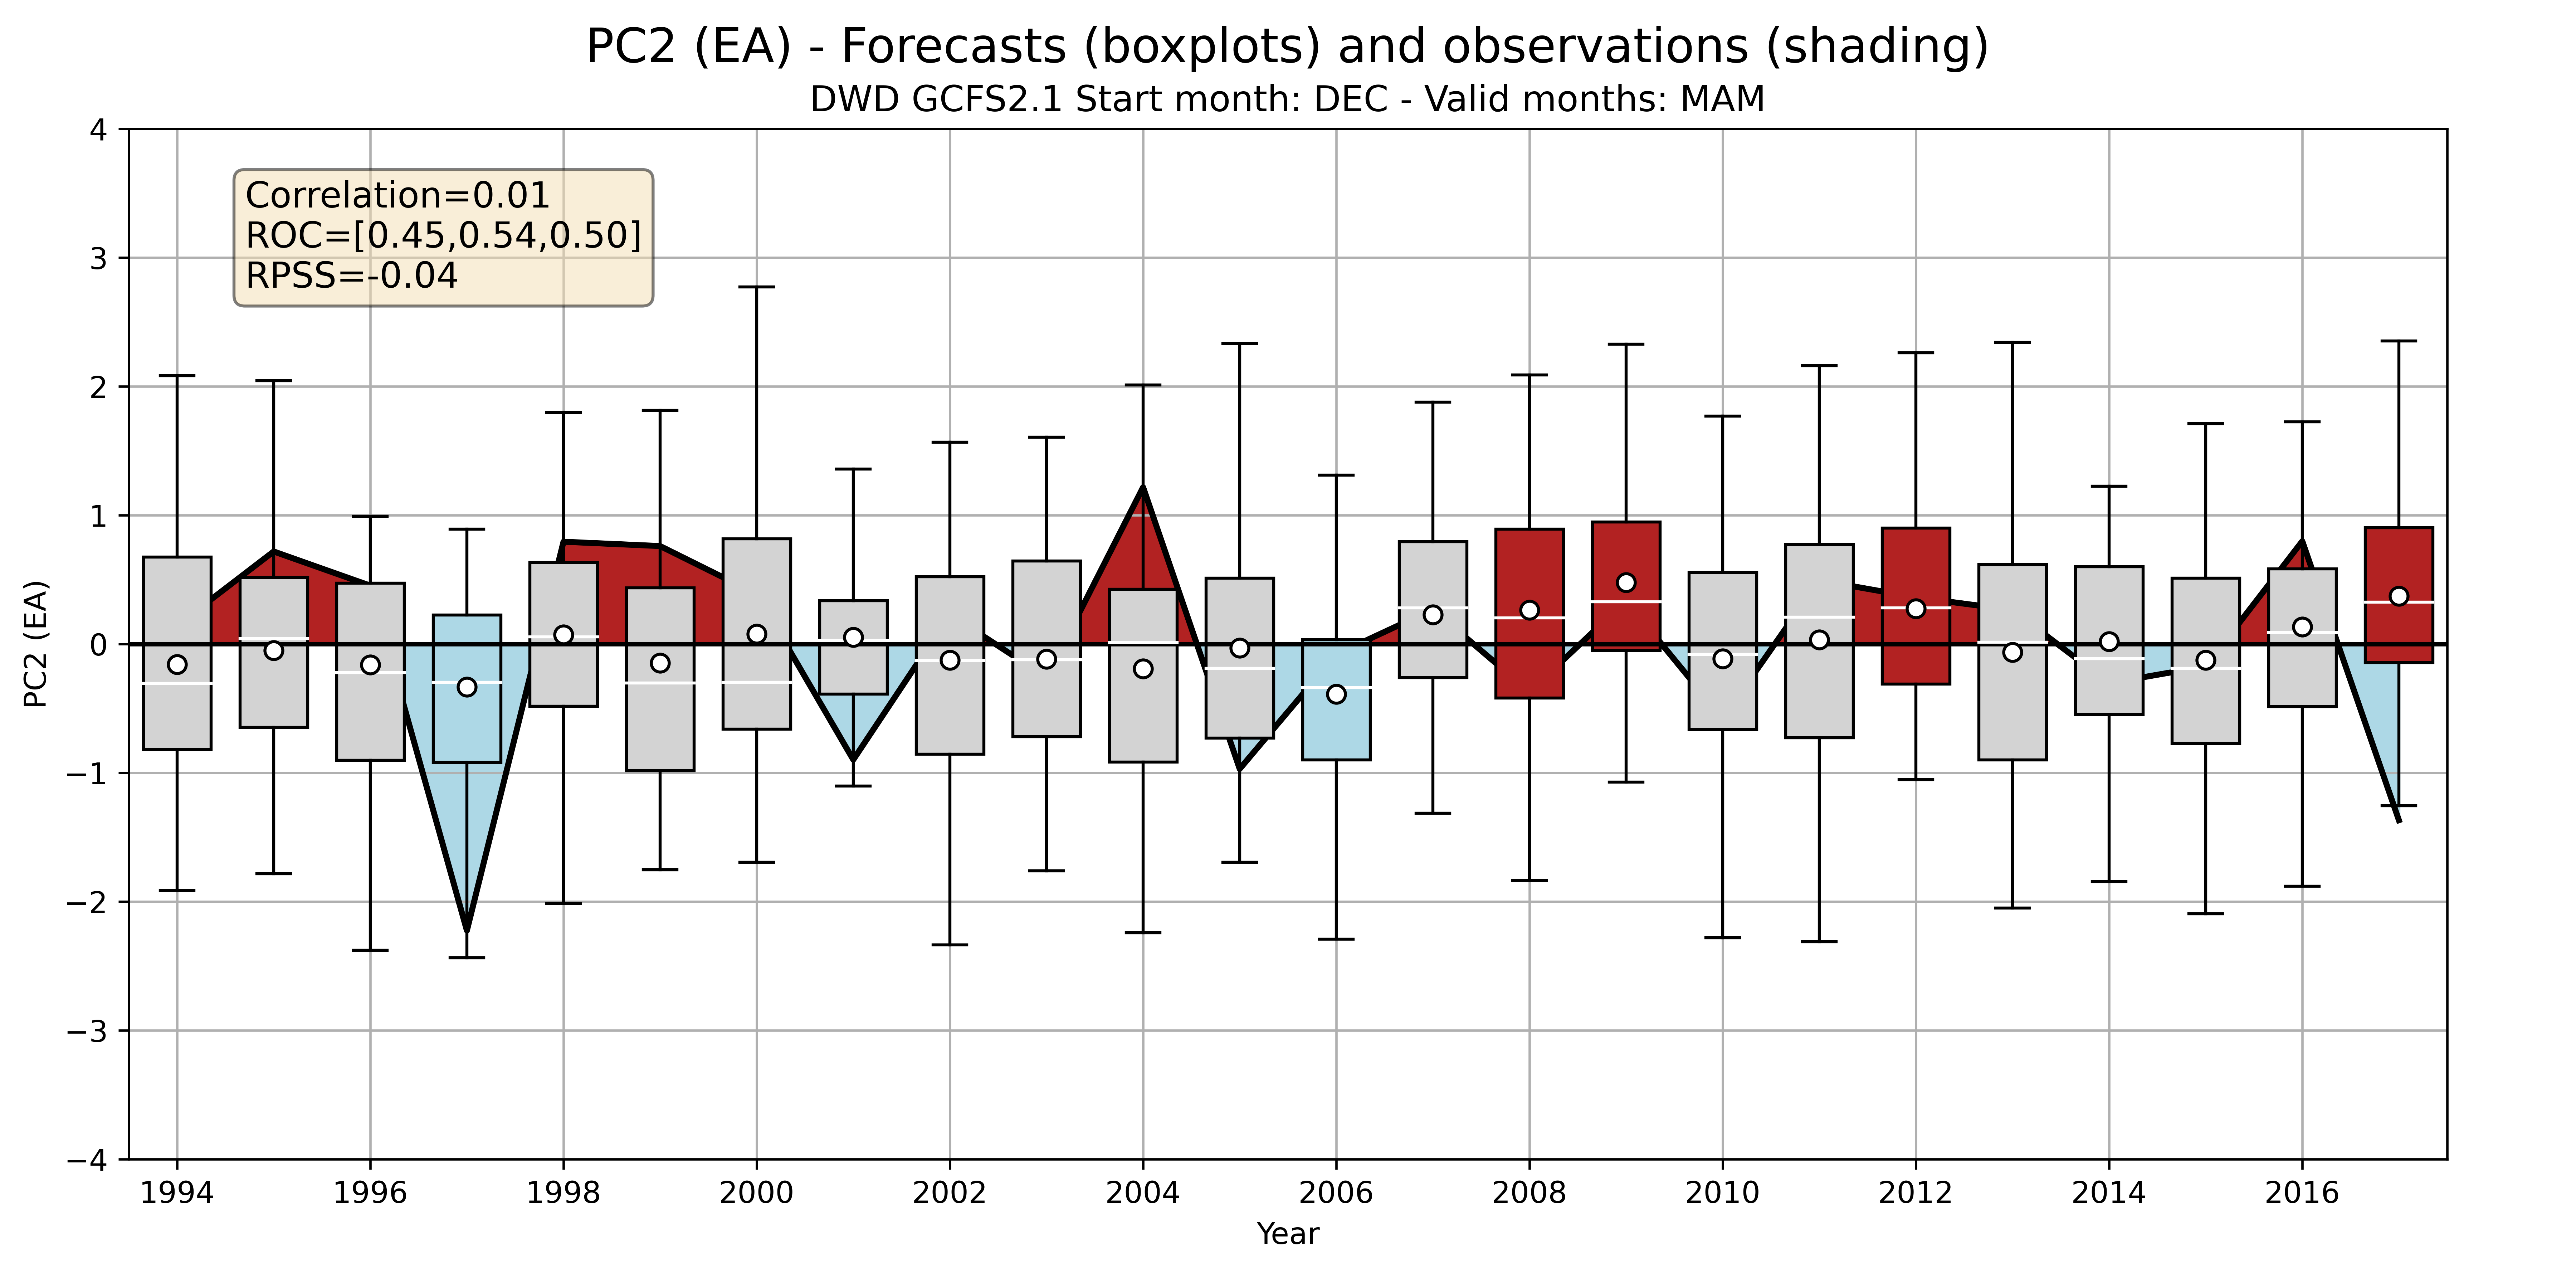 PC2 (EA) - Forecasts (boxplots) and observations (shading)
DWD GCFS2.1 Start month: DEC - Valid months: MAM
Correlation=0.01
ROC=[0.45,0.54,0.50]
RPSS=-0.04
4
3
2
1
0
−1
−2
−3
−4
PC2 (EA)
1994 1996 1998 2000 2002 2004 2006 2008 2010 2012 2014 2016
Year